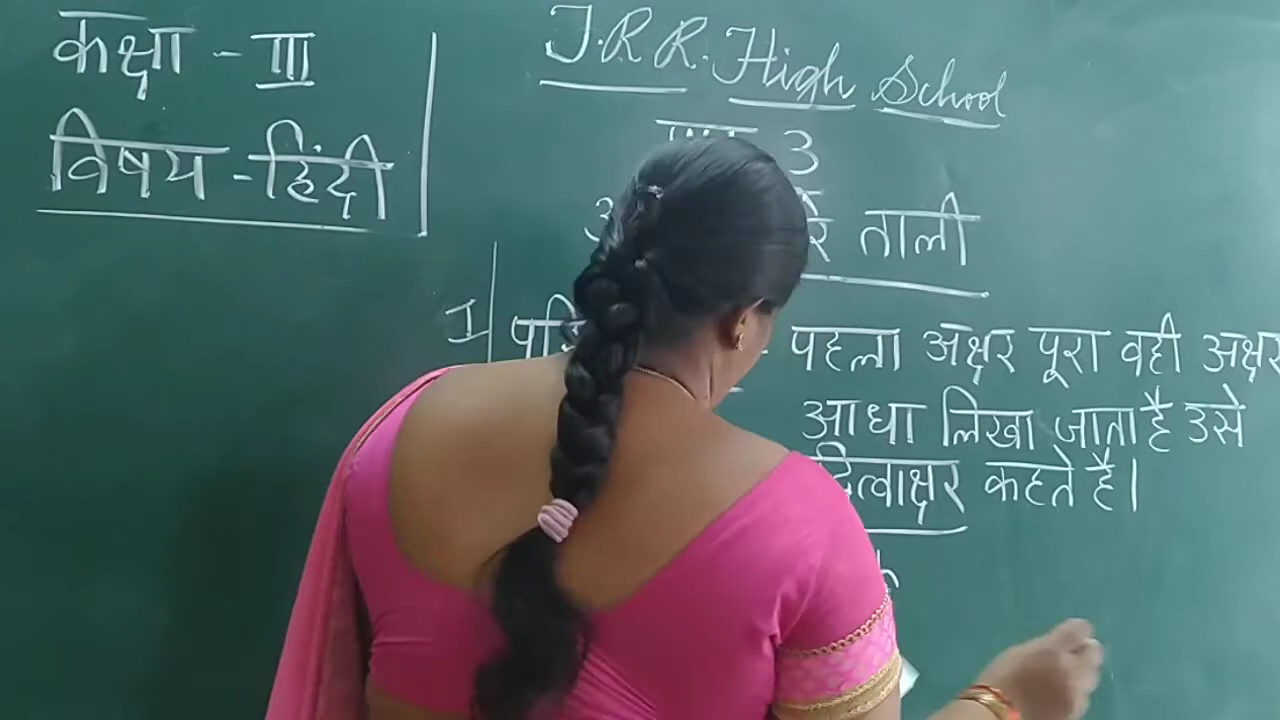 कक्षा - III
विषय - हिंदी
J.R.R. High School
3
ताली
I
- पहला अक्षर पूरा वही अक्षर
आधा लिखा जाता है उसे
द्वित्वाक्षर कहते है।